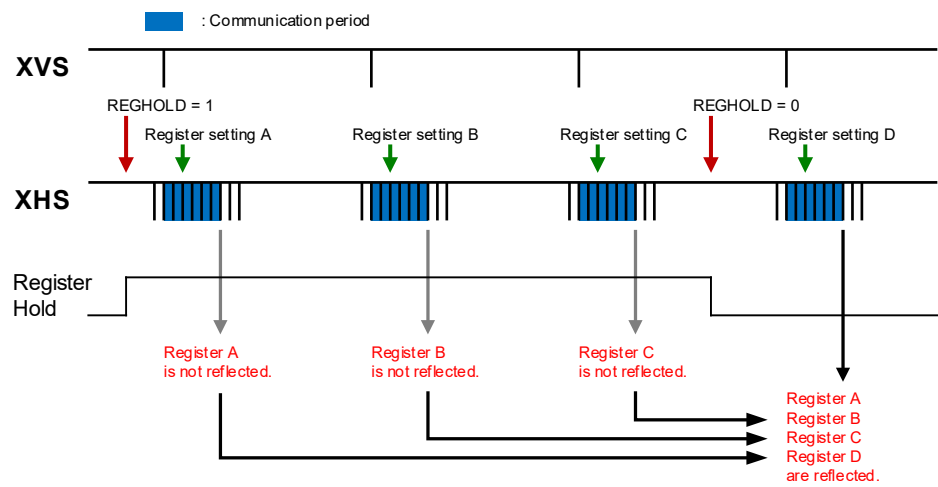 : Communication period
XVS
REGHOLD = 1
REGHOLD = 0
Register setting A
Register setting B
Register setting C
Register setting D
XHS
Register
Hold
Register A
is not reflected.
Register B
is not reflected.
Register C
is not reflected.
Register A
Register B
Register C
Register D
are reflected.